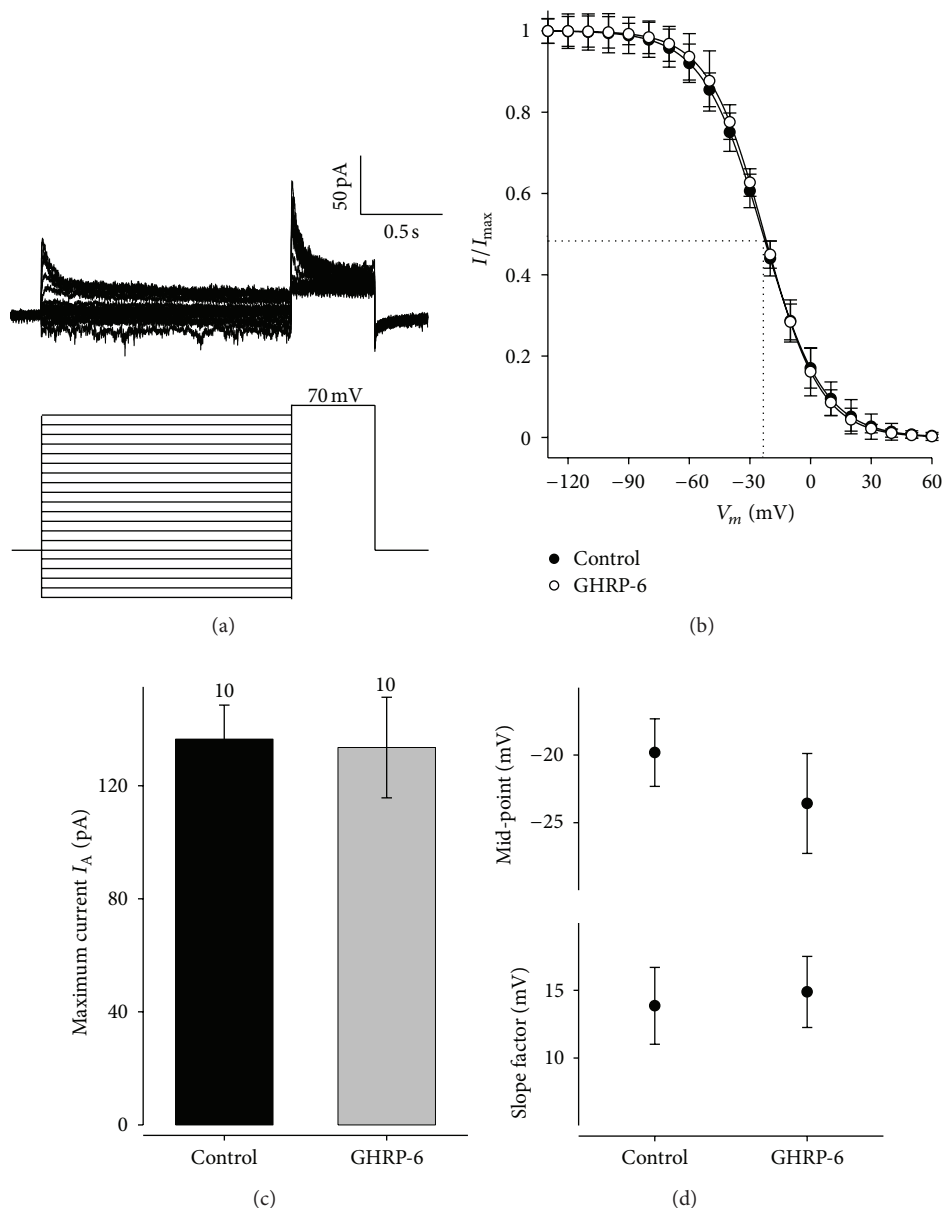 50 pA
0.5 s
70 mV
(a)
I/Imax
1
0.8
0.6
0.4
0.2
0
−120
−90
−60
−30
0
30
60
Vm (mV)
Control
GHRP-6
(b)
Maximum current IA (pA)
120
80
40
0
10
10
Control
GHRP-6
(c)
Mid-point (mV)
−20
−25
Slope factor (mV)
15
10
Control
GHRP-6
(d)